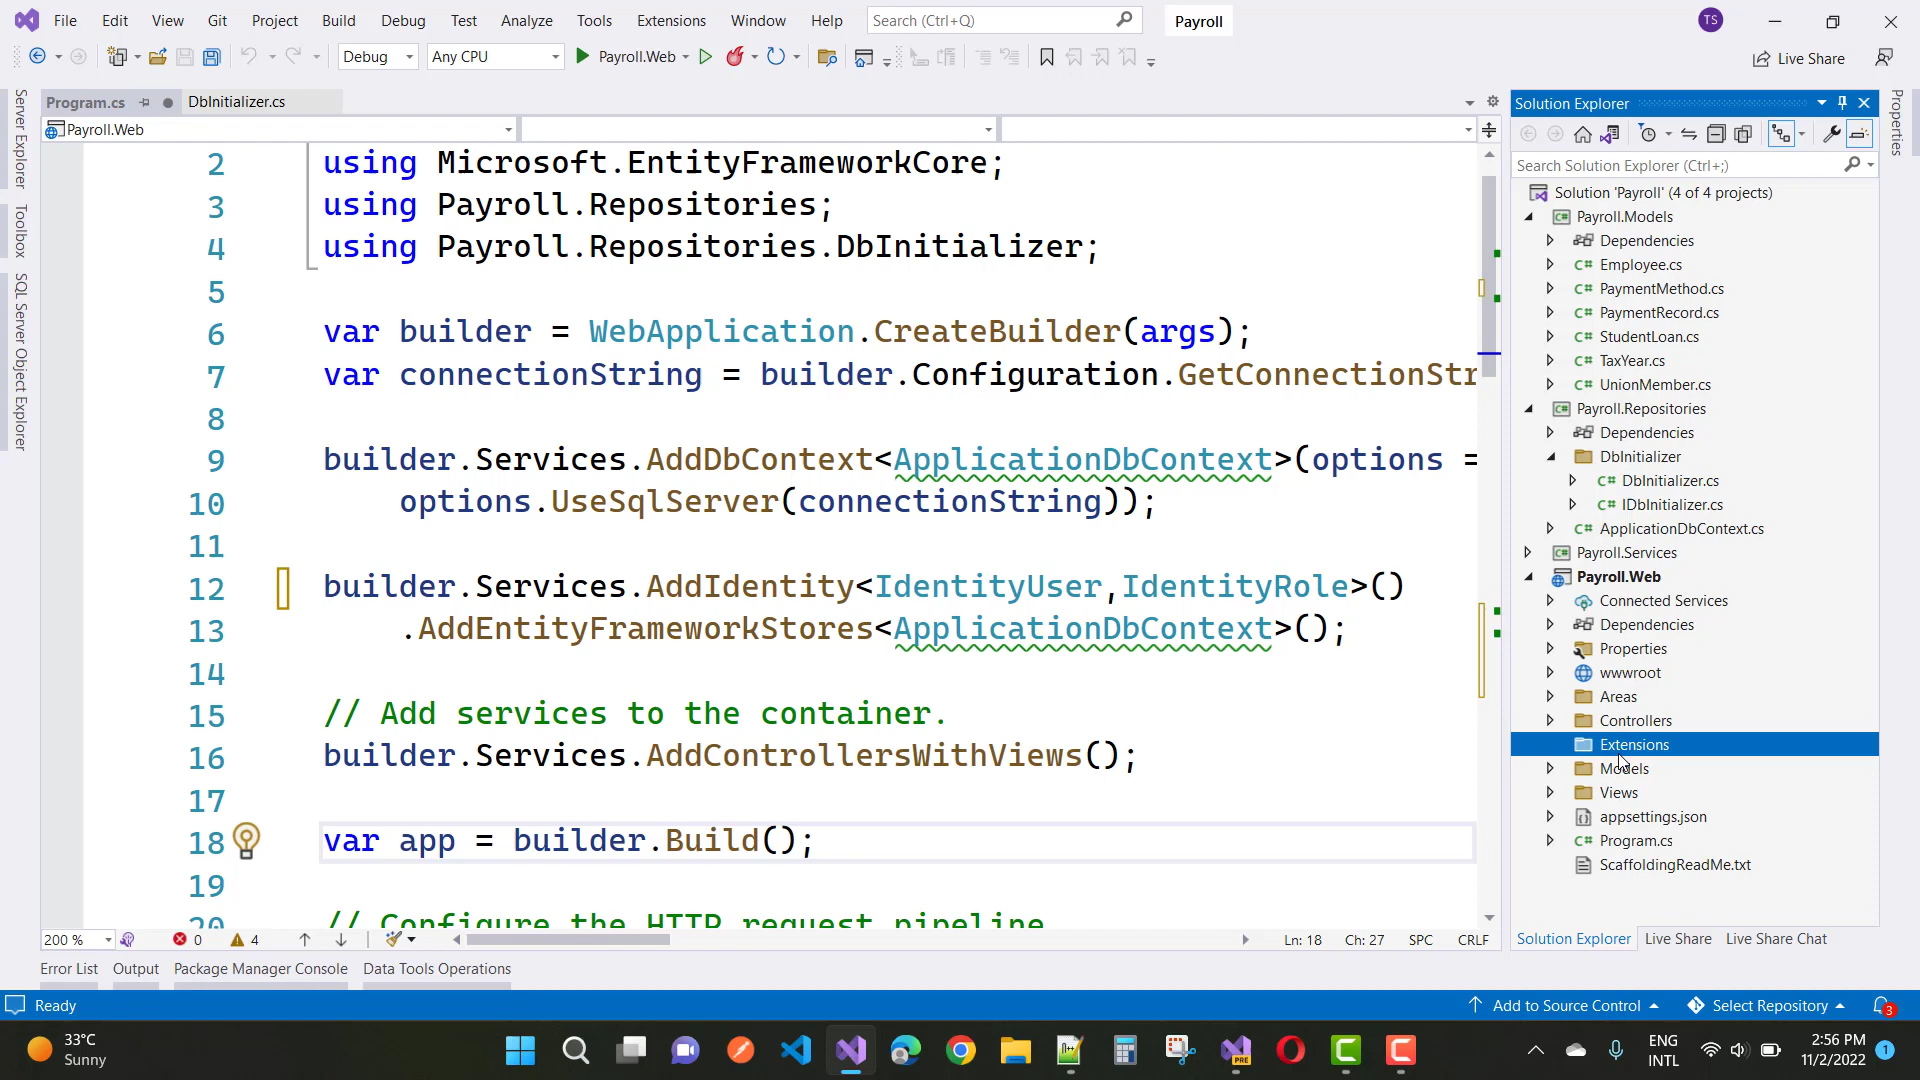 File Edit View Git Project Build Debug Test Analyze Tools Extensions Window Help Search (Ctrl+Q) Payroll TS
Debug Any CPU Payroll.Web Live Share
Program.cs DbInitializer.cs
Payroll.Web
Server Explorer
Toolbox
SQL Server Object Explorer
2 using Microsoft.EntityFrameworkCore;
3 using Payroll.Repositories;
4 using Payroll.Repositories.DbInitializer;
5
6 var builder = WebApplication.CreateBuilder(args);
7 var connectionString = builder.Configuration.GetConnectionStr
8
9 builder.Services.AddDbContext<ApplicationDbContext>(options =
10 options.UseSqlServer(connectionString));
11
12 builder.Services.AddIdentity<IdentityUser,IdentityRole>()
13 .AddEntityFrameworkStores<ApplicationDbContext>();
14
15 // Add services to the container.
16 builder.Services.AddControllersWithViews();
17
18 var app = builder.Build();
19
20 // Configure the HTTP request pipeline
200 % 0 4 Ln: 18 Ch: 27 SPC CRLF
Error List Output Package Manager Console Data Tools Operations
Solution Explorer
Search Solution Explorer (Ctrl+;)
Solution 'Payroll' (4 of 4 projects)
Payroll.Models
Dependencies
C# Employee.cs
C# PaymentMethod.cs
C# PaymentRecord.cs
C# StudentLoan.cs
C# TaxYear.cs
C# UnionMember.cs
Payroll.Repositories
Dependencies
DbInitializer
C# DbInitializer.cs
C# IDbInitializer.cs
C# ApplicationDbContext.cs
Payroll.Services
Payroll.Web
Connected Services
Dependencies
Properties
wwwroot
Areas
Controllers
Extensions
Models
Views
appsettings.json
C# Program.cs
ScaffoldingReadMe.txt
Solution Explorer Live Share Live Share Chat
Properties
Ready Add to Source Control Select Repository 3
33°C
Sunny
PRE
ENG
INTL
2:56 PM
11/2/2022
1